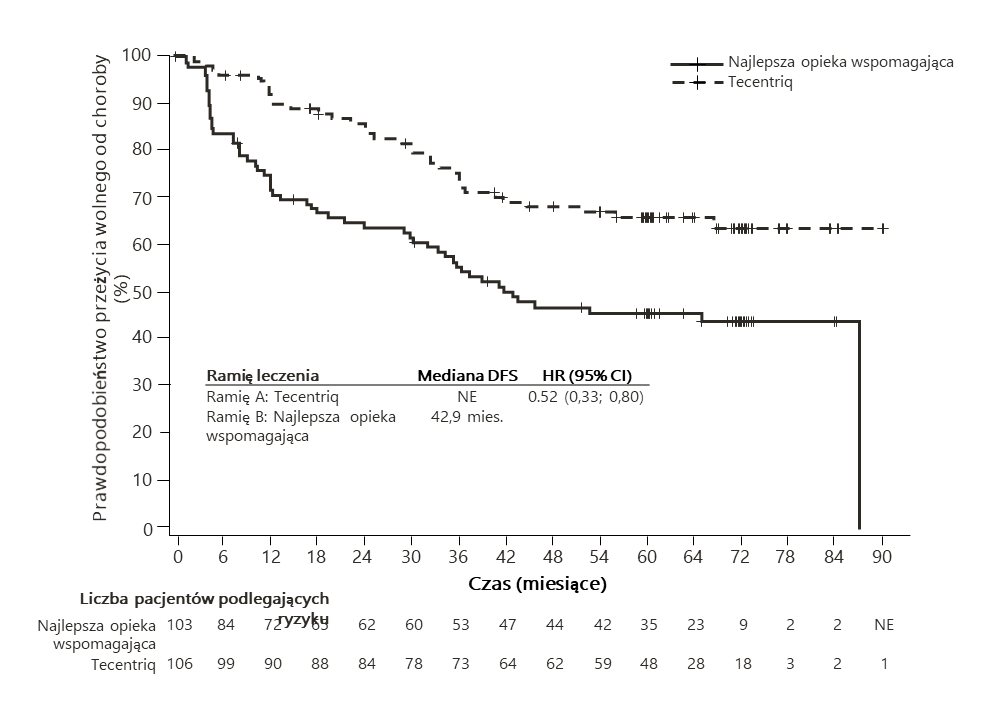 Prawdopodobieństwo przeżycia wolnego od choroby
(%)
100
90
80
70
60
50
40
30
20
10
0
Najlepsza opieka wspomagająca
Tecentriq
Ramię leczenia Mediana DFS HR (95% CI)
Ramię A: Tecentriq NE 0.52 (0,33; 0,80)
Ramię B: Najlepsza opieka 42,9 mies.
wspomagająca
0 6 12 18 24 30 36 42 48 54 60 64 72 78 84 90
Czas (miesiące)
Liczba pacjentów podlegających
ryzyku
Najlepsza opieka 103 84 72 65 62 60 53 47 44 42 35 23 9 2 2 NE
wspomagająca
Tecentriq 106 99 90 88 84 78 73 64 62 59 48 28 18 3 2 1